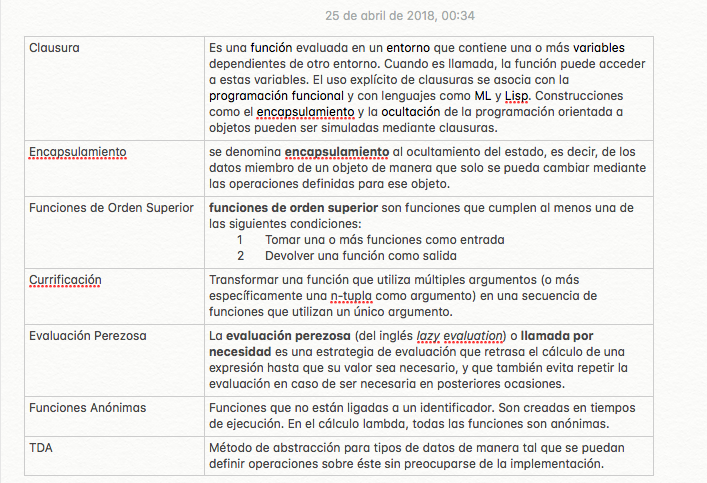 25 de abril de 2018, 00:34
Clausura
Es una función evaluada en un entorno que contiene una o más variables
dependientes de otro entorno. Cuando es llamada, la función puede acceder
a estas variables. El uso explícito de clausuras se asocia con la
programación funcional y con lenguajes como ML y Lisp. Construcciones
como el encapsulamiento y la ocultación de la programación orientada a
objetos pueden ser simuladas mediante clausuras.
Encapsulamiento
se denomina encapsulamiento al ocultamiento del estado, es decir, de los
datos miembro de un objeto de manera que solo se pueda cambiar mediante
las operaciones definidas para ese objeto.
Funciones de Orden Superior
funciones de orden superior son funciones que cumplen al menos una de
las siguientes condiciones:
1 Tomar una o más funciones como entrada
2 Devolver una función como salida
Currificación
Transformar una función que utiliza múltiples argumentos (o más
específicamente una n-tupla como argumento) en una secuencia de
funciones que utilizan un único argumento.
Evaluación Perezosa
La evaluación perezosa (del inglés lazy evaluation) o llamada por
necesidad es una estrategia de evaluación que retrasa el cálculo de una
expresión hasta que su valor sea necesario, y que también evita repetir la
evaluación en caso de ser necesaria en posteriores ocasiones.
Funciones Anónimas
Funciones que no están ligadas a un identificador. Son creadas en tiempos
de ejecución. En el cálculo lambda, todas las funciones son anónimas.
TDA
Método de abstracción para tipos de datos de manera tal que se puedan
definir operaciones sobre éste sin preocuparse de la implementación.